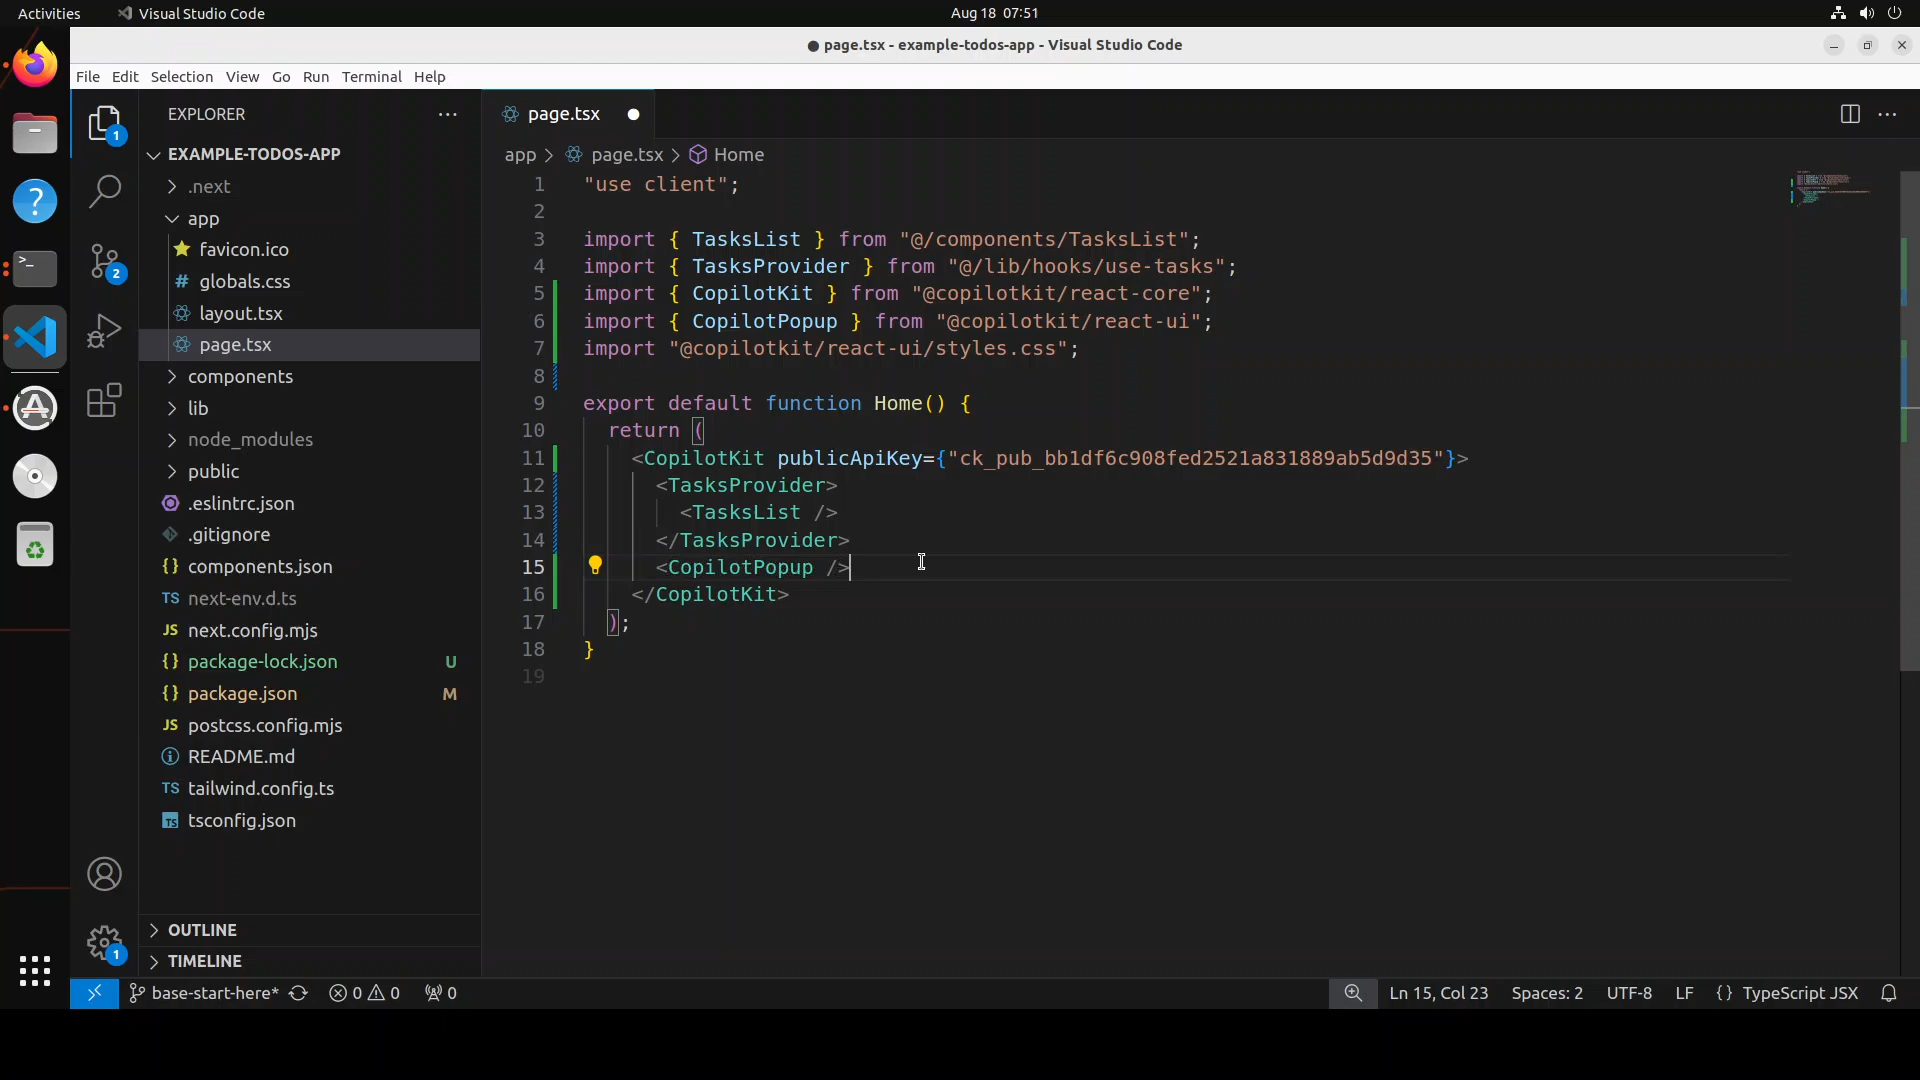 Activities
Visual Studio Code
Aug 18 07:51
page.tsx - example-todos-app - Visual Studio Code
File Edit Selection View Go Run Terminal Help
EXPLORER
EXAMPLE-TODOS-APP
.next
app
favicon.ico
globals.css
layout.tsx
page.tsx
components
lib
node_modules
public
.eslintrc.json
.gitignore
components.json
TS next-env.d.ts
JS next.config.mjs
{} package-lock.json U
{} package.json M
JS postcss.config.mjs
README.md
TS tailwind.config.ts
TS tsconfig.json
OUTLINE
TIMELINE
1
2
1
page.tsx
app > page.tsx > Home
1 "use client";
2
3 import { TasksList } from "@/components/TasksList";
4 import { TasksProvider } from "@/lib/hooks/use-tasks";
5 import { CopilotKit } from "@copilotkit/react-core";
6 import { CopilotPopup } from "@copilotkit/react-ui";
7 import "@copilotkit/react-ui/styles.css";
8
9 export default function Home() {
10 return (
11 <CopilotKit publicApiKey={"ck_pub_bb1df6c908fed2521a831889ab5d9d35"}>
12 <TasksProvider>
13 <TasksList />
14 </TasksProvider>
15 <CopilotPopup />
16 </CopilotKit>
17 );
18 }
19
base-start-here* 0 0 0
Ln 15, Col 23 Spaces: 2 UTF-8 LF {} TypeScript JSX